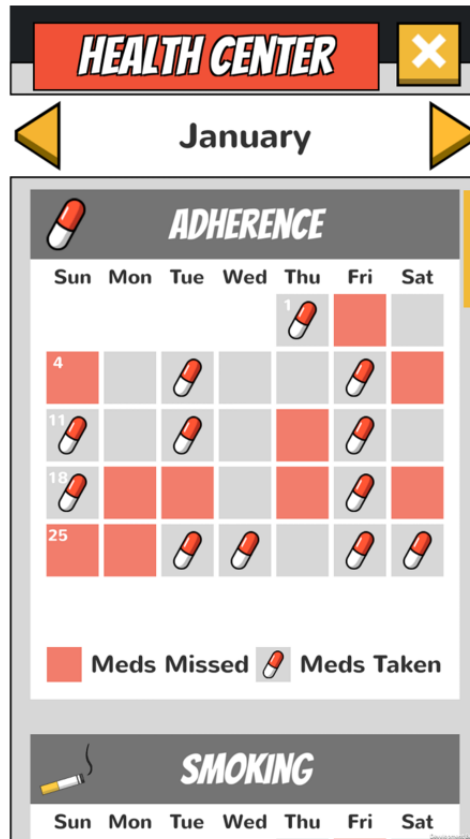 HEALTH CENTER
January
ADHERENCE
Sun Mon Tue Wed Thu Fri Sat
1
4
11
18
25
Meds Missed Meds Taken
SMOKING
Sun Mon Tue Wed Thu Fri Sat